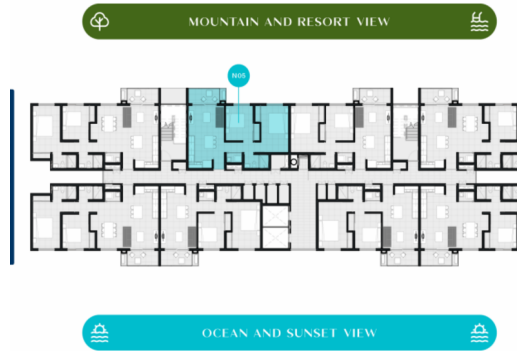 MOUNTAIN AND RESORT VIEW
N05
OCEAN AND SUNSET VIEW